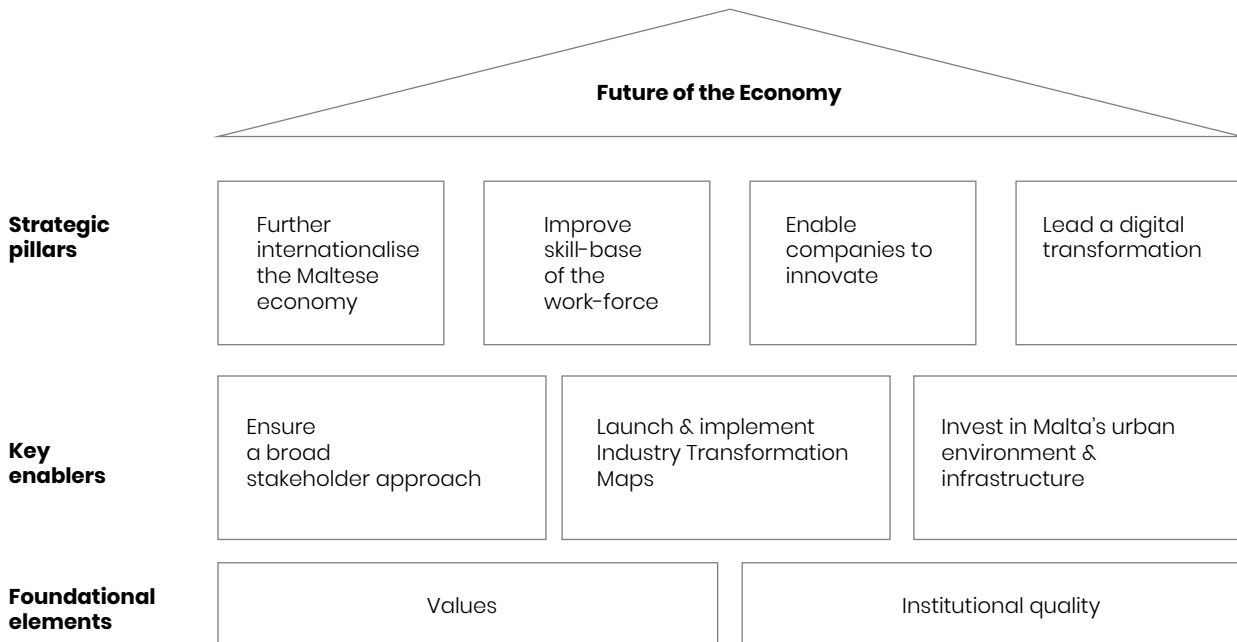 Future of the Economy
Strategic
pillars
Further
internationalise
the Maltese
economy
Improve
skill-base
of the
work-force
Enable
companies to
innovate
Lead a digital
transformation
Key
enablers
Ensure
a broad
stakeholder approach
Launch & implement
Industry Transformation
Maps
Invest in Malta's urban
environment &
infrastructure
Foundational
elements
Values
Institutional quality